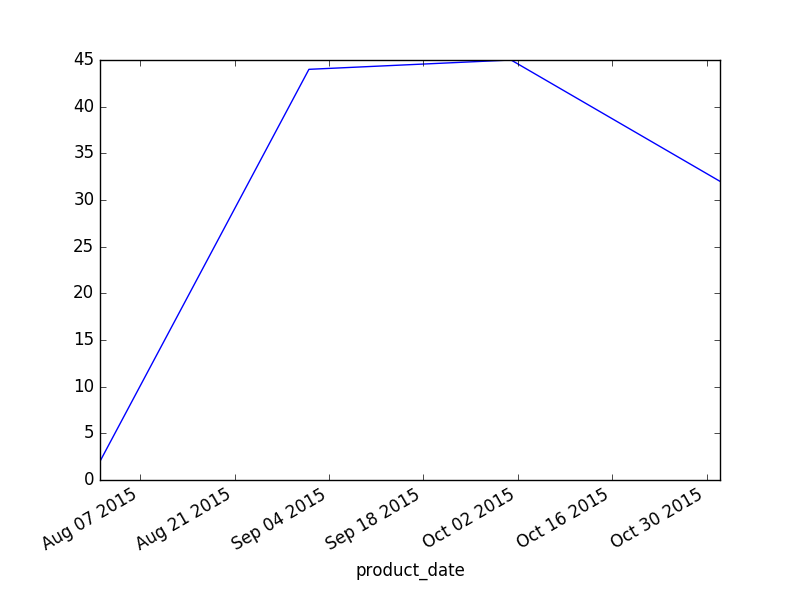 45
40
35
30
25
20
15
10
5
0
Aug 07 2015
Aug 21 2015
Sep 04 2015
Sep 18 2015
Oct 02 2015
Oct 16 2015
Oct 30 2015
product_date